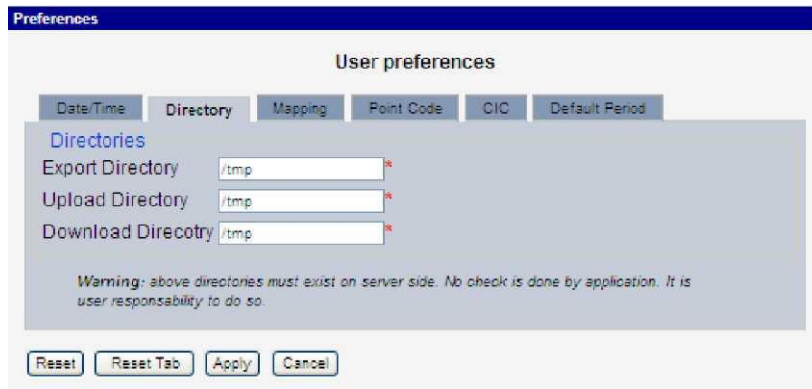 Preferences
User preferences
Date/Time Directory Mapping Point Code CIC Default Period
Directories
Export Directory /tmp *
Upload Directory /tmp *
Download Direcotry /tmp *
Warning: above directories must exist on server side. No check is done by application. It is
user responsability to do so.
Reset Reset Tab Apply Cancel